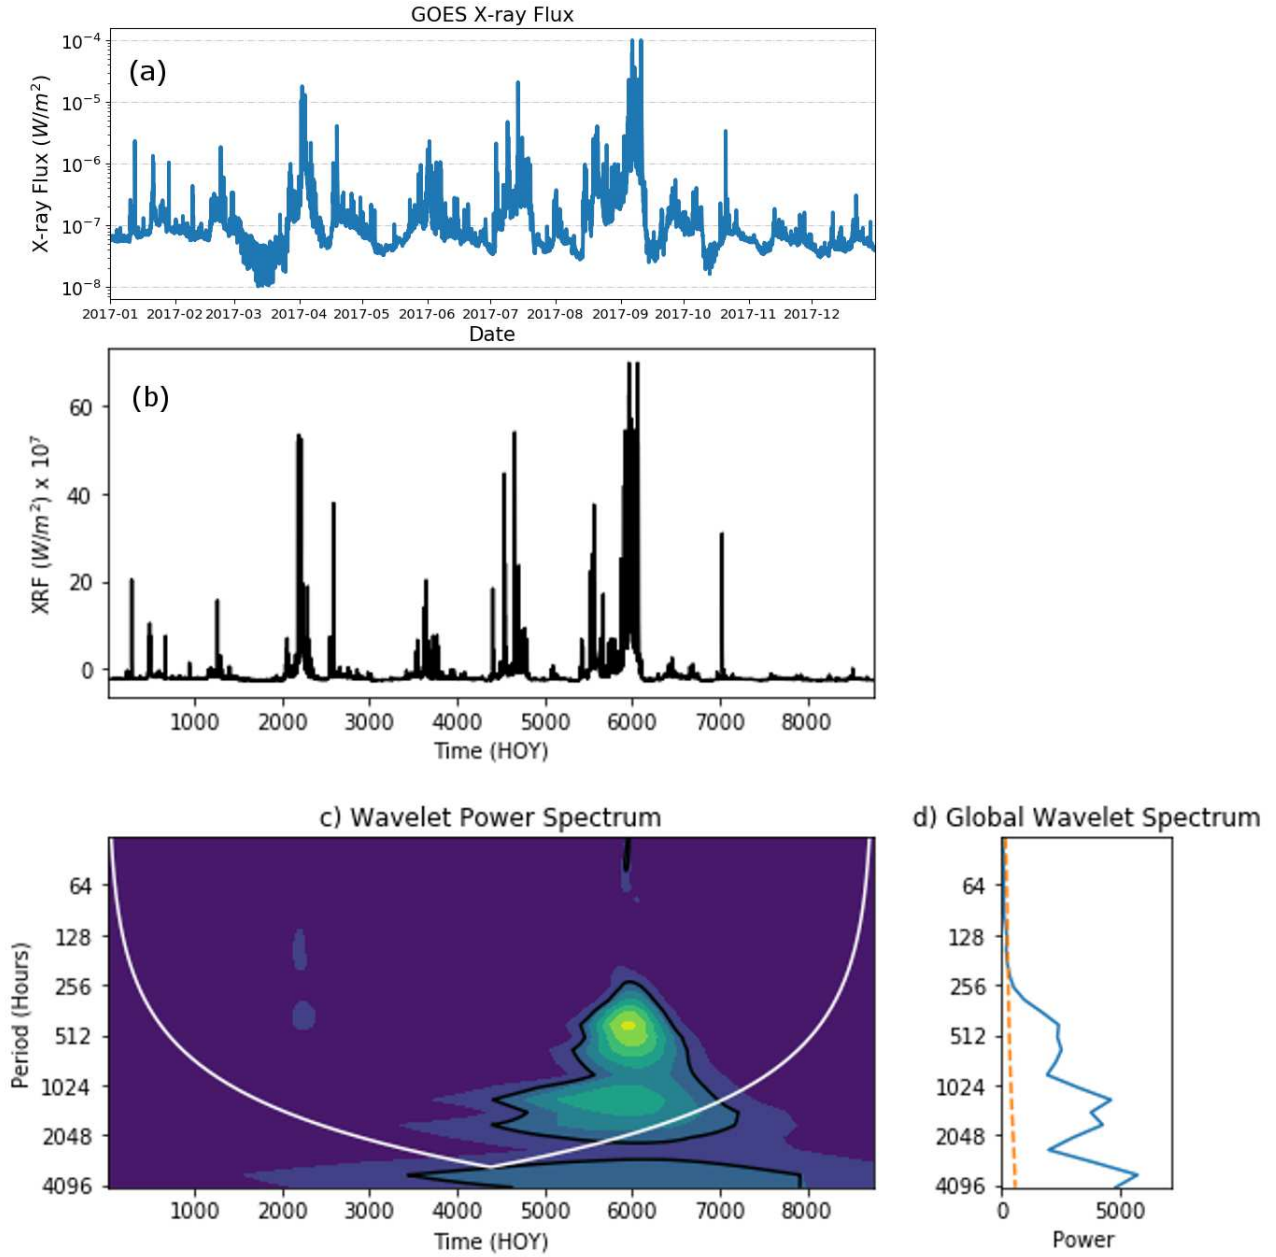 GOES X-ray Flux
(a)
X-ray Flux (W/m²)
10⁻⁴
10⁻⁵
10⁻⁶
10⁻⁷
10⁻⁸
2017-01 2017-02 2017-03 2017-04 2017-05 2017-06 2017-07 2017-08 2017-09 2017-10 2017-11 2017-12
Date
(b)
XRF (W/m²) x 10⁷
60
40
20
0
1000 2000 3000 4000 5000 6000 7000 8000
Time (HOY)
c) Wavelet Power Spectrum
Period (Hours)
64
128
256
512
1024
2048
4096
1000 2000 3000 4000 5000 6000 7000 8000
Time (HOY)
d) Global Wavelet Spectrum
64
128
256
512
1024
2048
4096
0 5000
Power